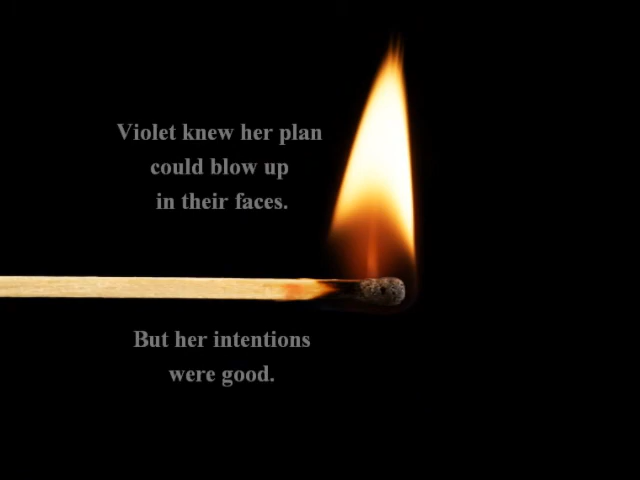 Violet knew her plan
could blow up
in their faces.
But her intentions
were good.